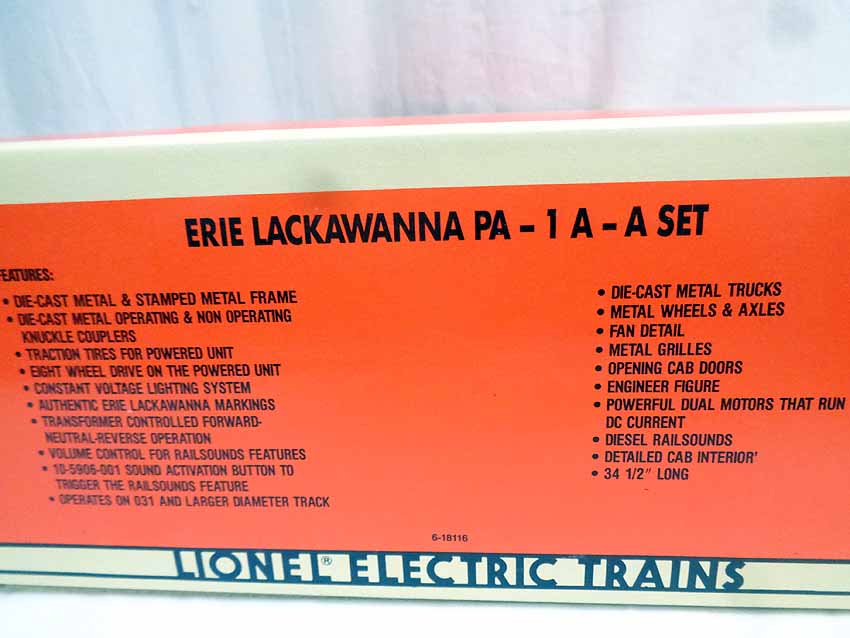 ERIE LACKAWANNA PA – 1 A – A SET
FEATURES:
• DIE-CAST METAL & STAMPED METAL FRAME
• DIE-CAST METAL OPERATING & NON OPERATING
KNUCKLE COUPLERS
• TRACTION TIRES FOR POWERED UNIT
• EIGHT WHEEL DRIVE ON THE POWERED UNIT
• CONSTANT VOLTAGE LIGHTING SYSTEM
• AUTHENTIC ERIE LACKAWANNA MARKINGS
• TRANSFORMER CONTROLLED FORWARD-
NEUTRAL-REVERSE OPERATION
• VOLUME CONTROL FOR RAILSOUNDS FEATURES
• 10-5906-001 SOUND ACTIVATION BUTTON TO
TRIGGER THE RAILSOUNDS FEATURE
• OPERATES ON 031 AND LARGER DIAMETER TRACK
• DIE-CAST METAL TRUCKS
• METAL WHEELS & AXLES
• FAN DETAIL
• METAL GRILLES
• OPENING CAB DOORS
• ENGINEER FIGURE
• POWERFUL DUAL MOTORS THAT RUN
DC CURRENT
• DIESEL RAILSOUNDS
• DETAILED CAB INTERIOR'
• 34 1/2" LONG
6-18116
LIONEL® ELECTRIC TRAINS